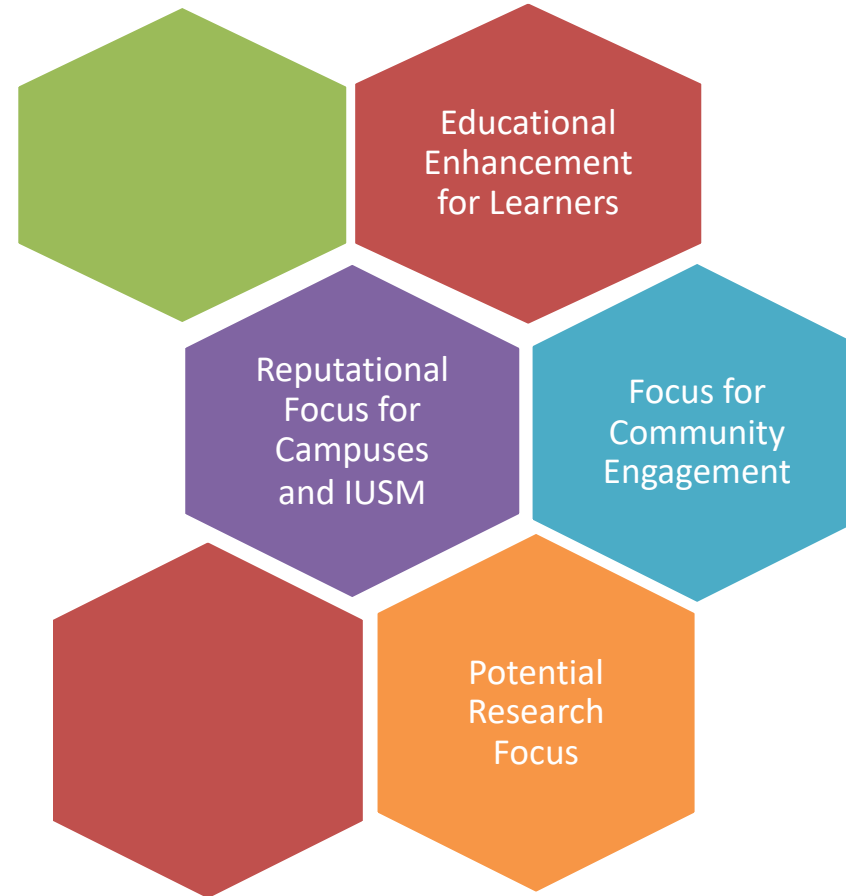 Educational
Enhancement
for Learners
Reputational
Focus for
Campuses
and IUSM
Focus for
Community
Engagement
Potential
Research
Focus